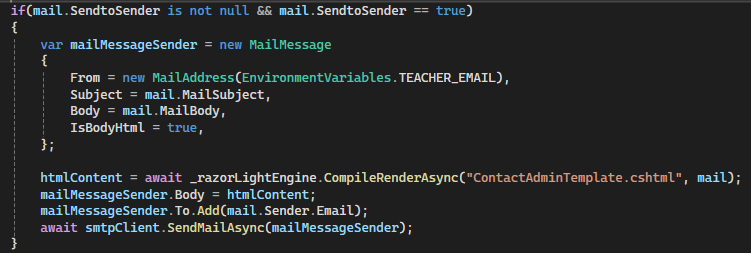 if(mail.SendtoSender is not null && mail.SendtoSender == true)
{
var mailMessageSender = new MailMessage
{
From = new MailAddress(EnvironmentVariables.TEACHER_EMAIL),
Subject = mail.MailSubject,
Body = mail.MailBody,
IsBodyHtml = true,
};
htmlContent = await _razorLightEngine.CompileRenderAsync("ContactAdminTemplate.cshtml", mail);
mailMessageSender.Body = htmlContent;
mailMessageSender.To.Add(mail.Sender.Email);
await smtpClient.SendMailAsync(mailMessageSender);
}